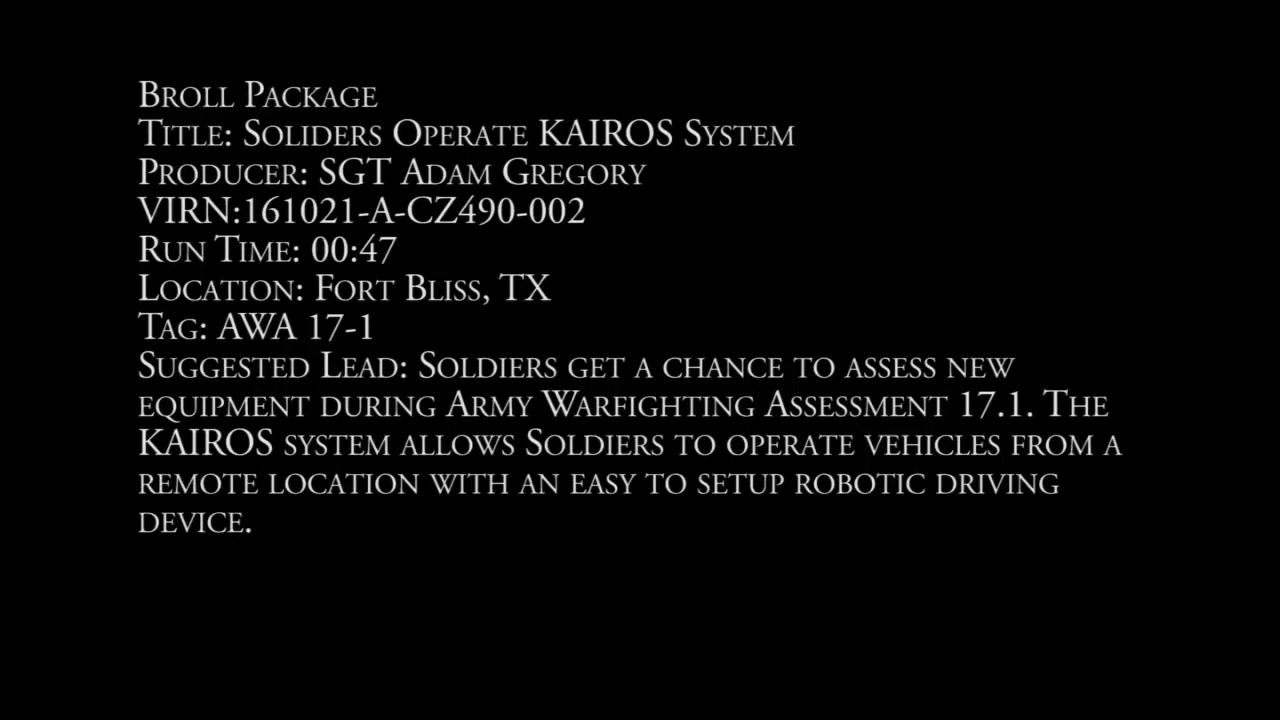 Broll Package
Title: Soliders Operate KAIROS System
Producer: SGT Adam Gregory
VIRN:161021-A-CZ490-002
Run Time: 00:47
Location: Fort Bliss, TX
Tag: AWA 17-1
Suggested Lead: Soldiers get a chance to assess new
equipment during Army Warfighting Assessment 17.1. The
KAIROS system allows Soldiers to operate vehicles from a
remote location with an easy to setup robotic driving
device.